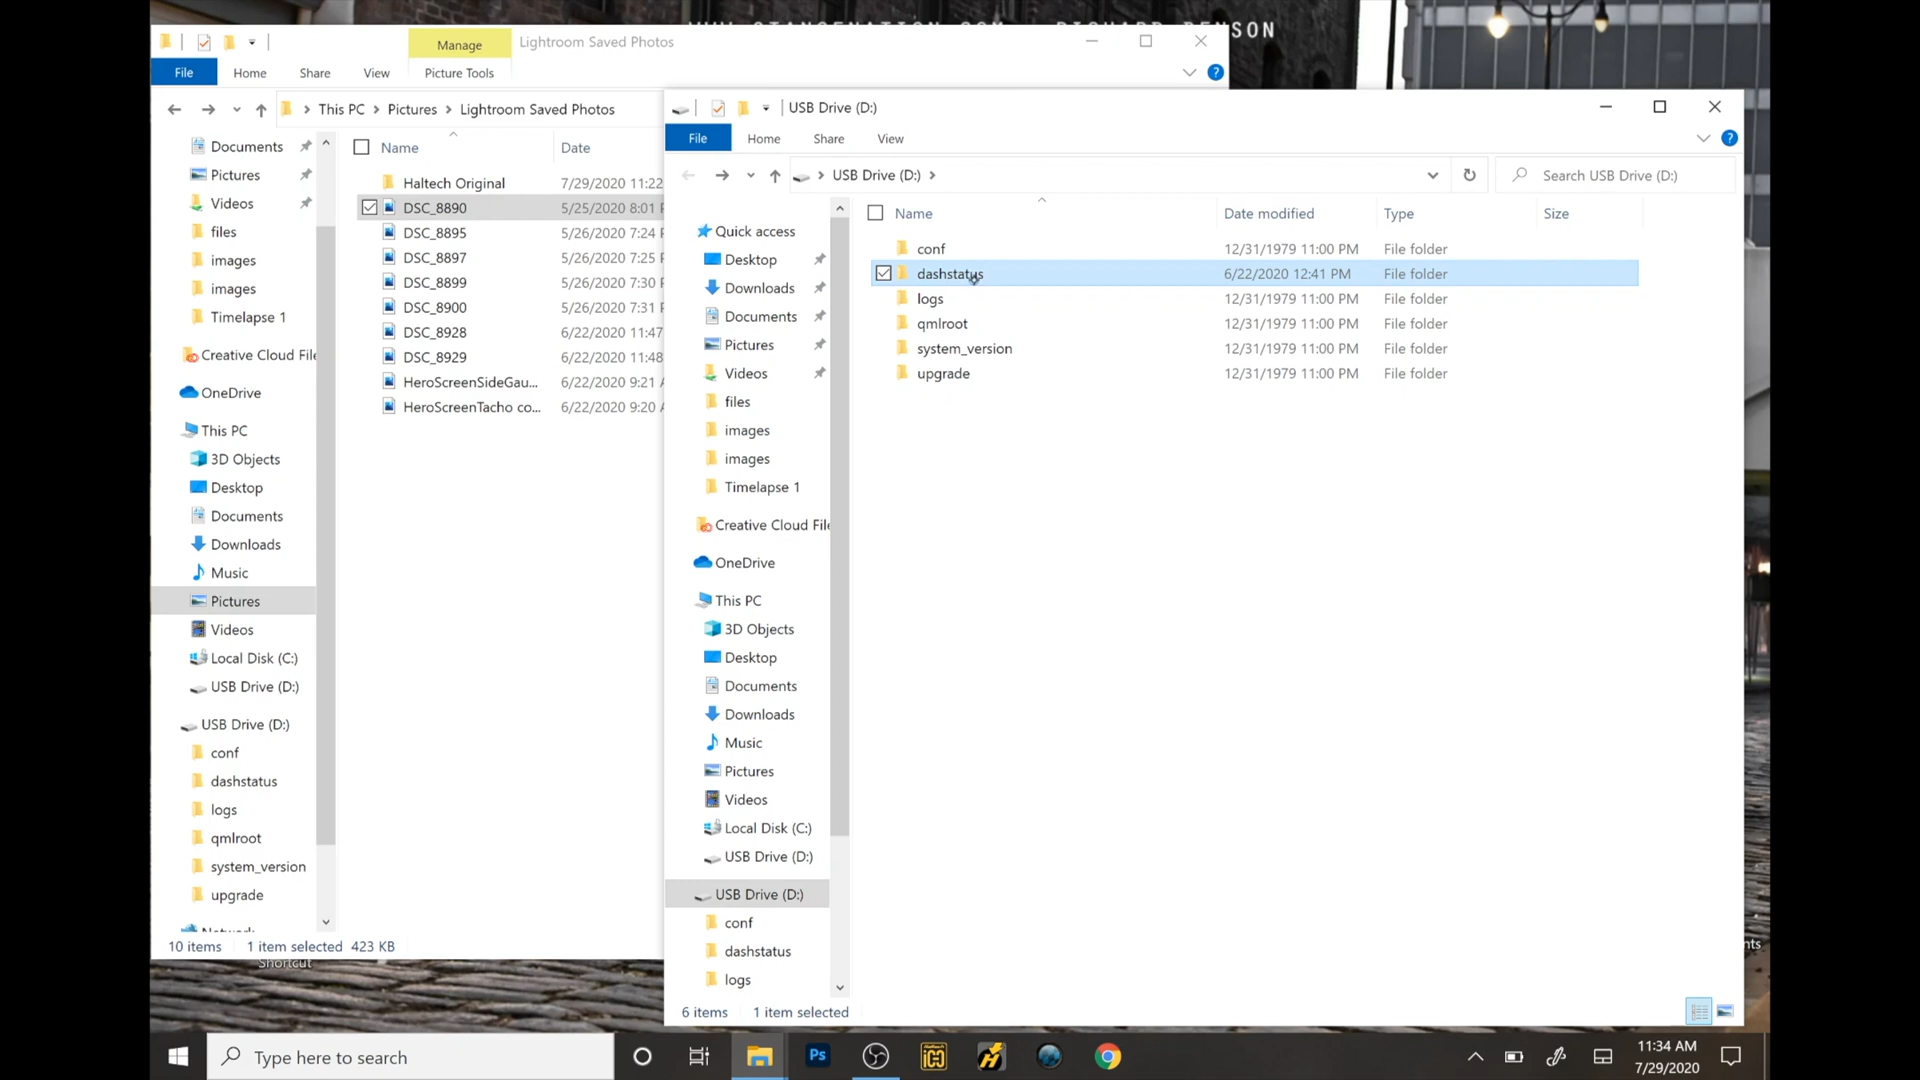 SON
Manage
Lightroom Saved Photos
File
Home
Share
View
Picture Tools
This PC
Pictures
Lightroom Saved Photos
Documents
Pictures
Videos
files
images
images
Timelapse 1
Creative Cloud File
OneDrive
This PC
3D Objects
Desktop
Documents
Downloads
Music
Pictures
Videos
Local Disk (C:)
USB Drive (D:)
USB Drive (D:)
conf
dashstatus
logs
qmlroot
system_version
upgrade
Name
Date
Haltech Original
7/29/2020 11:22
DSC_8890
5/25/2020 8:01
DSC_8895
5/26/2020 7:24
DSC_8897
5/26/2020 7:25
DSC_8899
5/26/2020 7:30
DSC_8900
5/26/2020 7:31
DSC_8928
6/22/2020 11:47
DSC_8929
6/22/2020 11:48
HeroScreenSideGau...
6/22/2020 9:21
HeroScreenTacho co...
6/22/2020 9:20
10 items
1 item selected
423 KB
Shortcut
USB Drive (D:)
File
Home
Share
View
USB Drive (D:)
Search USB Drive (D:)
Quick access
Desktop
Downloads
Documents
Pictures
Videos
files
images
images
Timelapse 1
Creative Cloud File
OneDrive
This PC
3D Objects
Desktop
Documents
Downloads
Music
Pictures
Videos
Local Disk (C:)
USB Drive (D:)
USB Drive (D:)
conf
dashstatus
logs
Name
Date modified
Type
Size
conf
12/31/1979 11:00 PM
File folder
dashstatus
6/22/2020 12:41 PM
File folder
logs
12/31/1979 11:00 PM
File folder
qmlroot
12/31/1979 11:00 PM
File folder
system_version
12/31/1979 11:00 PM
File folder
upgrade
12/31/1979 11:00 PM
File folder
6 items
1 item selected
nts
Type here to search
Ps
11:34 AM
7/29/2020